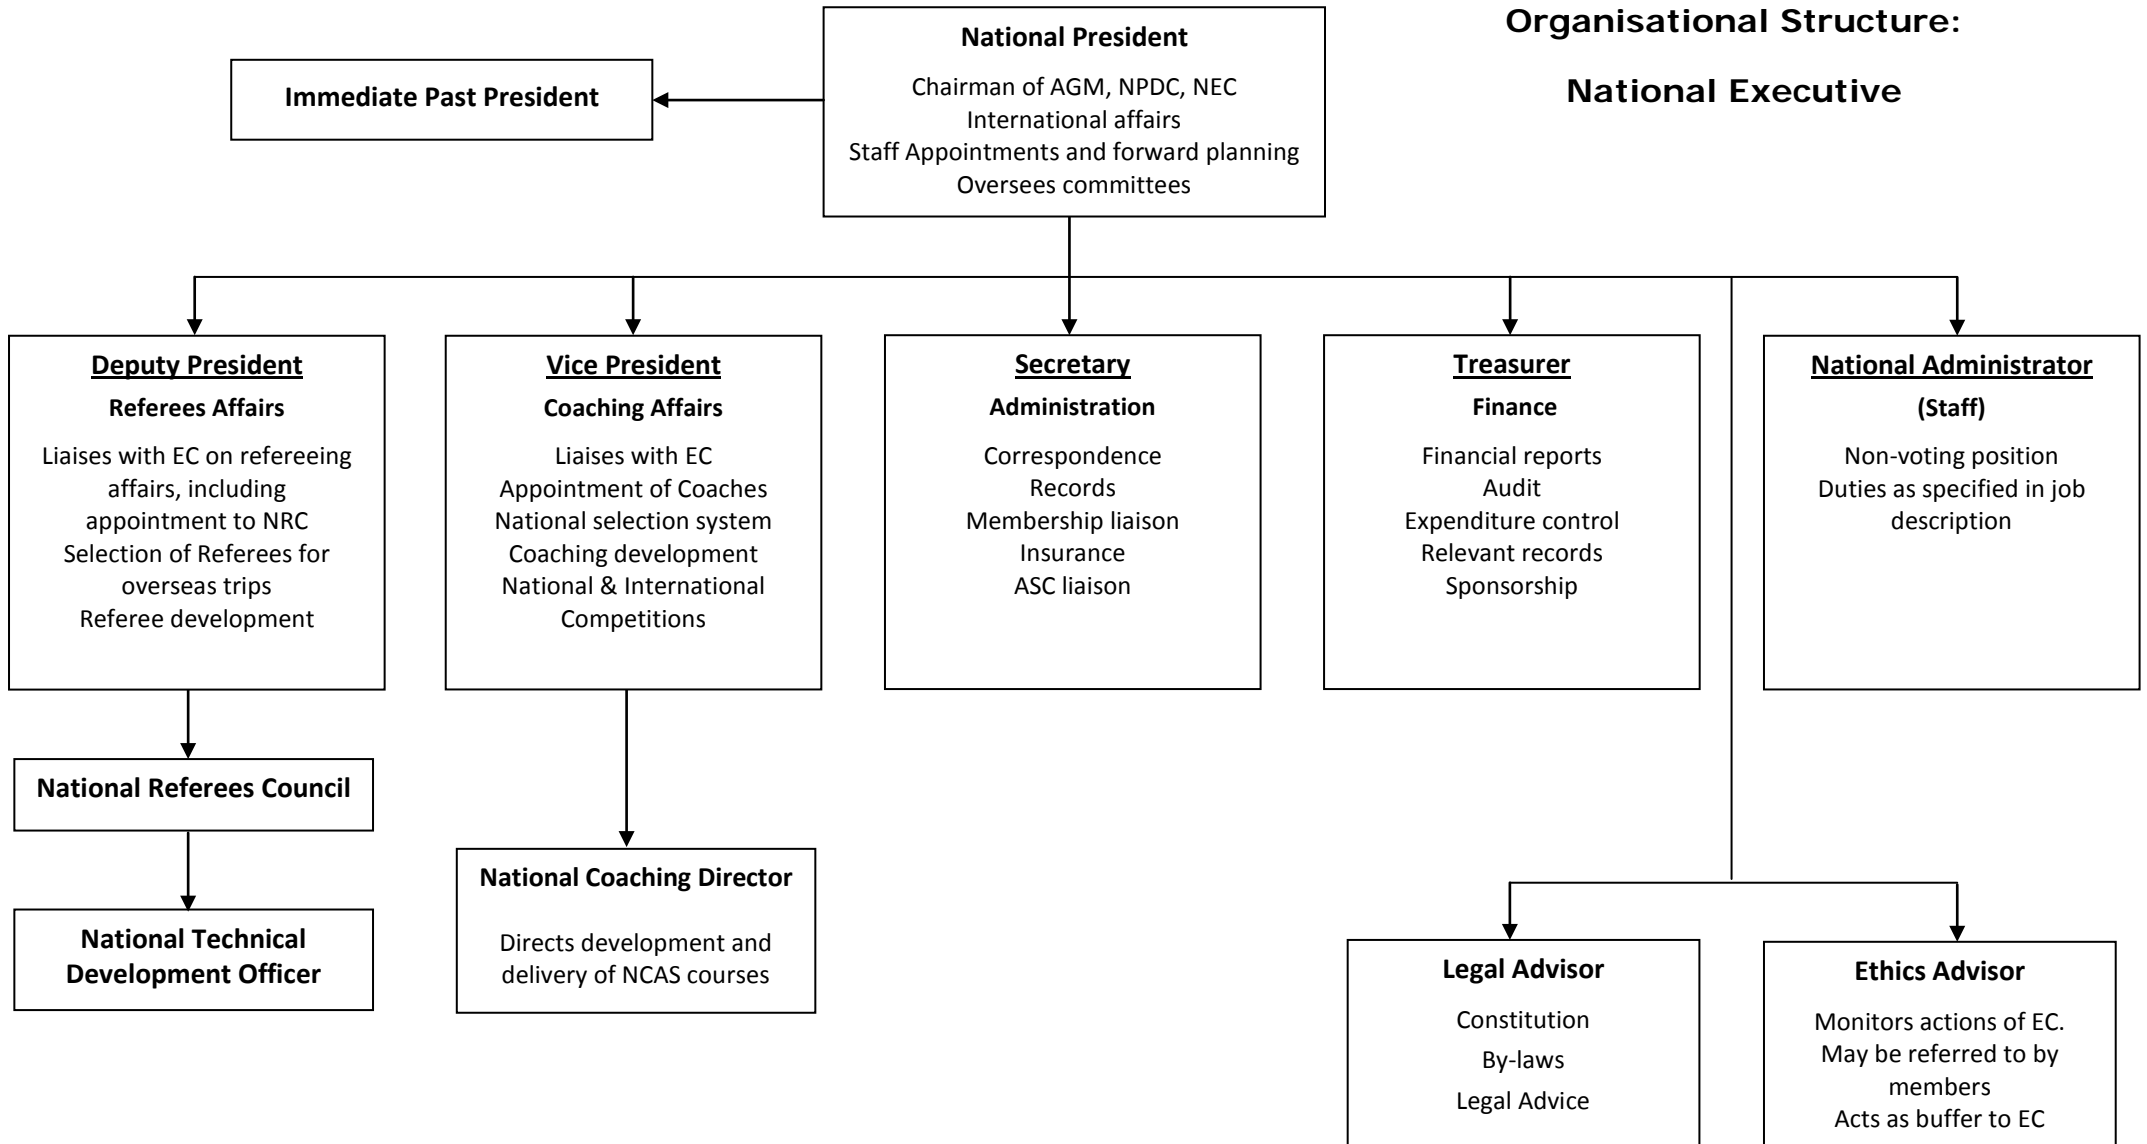 Organisational Structure:
National Executive
National President
Chairman of AGM, NPDC, NEC
International affairs
Staff Appointments and forward planning
Oversees committees
Immediate Past President
Deputy President
Referees Affairs
Liaises with EC on refereeing
affairs, including
appointment to NRC
Selection of Referees for
overseas trips
Referee development
Vice President
Coaching Affairs
Liaises with EC
Appointment of Coaches
National selection system
Coaching development
National & International
Competitions
Secretary
Administration
Correspondence
Records
Membership liaison
Insurance
ASC liaison
Treasurer
Finance
Financial reports
Audit
Expenditure control
Relevant records
Sponsorship
National Administrator
(Staff)
Non-voting position
Duties as specified in job
description
National Referees Council
National Technical
Development Officer
National Coaching Director
Directs development and
delivery of NCAS courses
Legal Advisor
Constitution
By-laws
Legal Advice
Ethics Advisor
Monitors actions of EC.
May be referred to by
members
Acts as buffer to EC